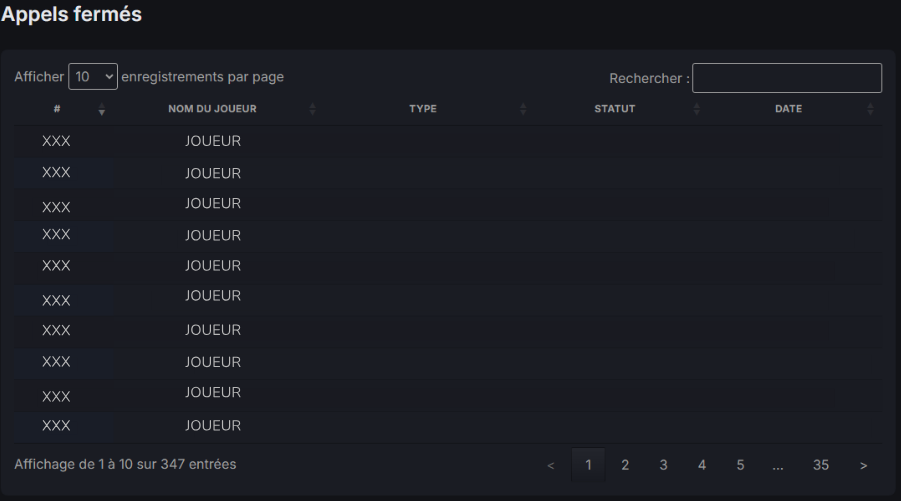 Appels fermés
Afficher 10 enregistrements par page Rechercher :
# NOM DU JOUEUR TYPE STATUT DATE
XXX JOUEUR
XXX JOUEUR
XXX JOUEUR
XXX JOUEUR
XXX JOUEUR
XXX JOUEUR
XXX JOUEUR
XXX JOUEUR
XXX JOUEUR
XXX JOUEUR
Affichage de 1 à 10 sur 347 entrées < 1 2 3 4 5 ... 35 >